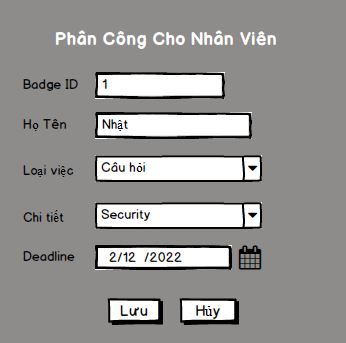 Phân Công Cho Nhân Viên
Badge ID 1
Họ Tên Nhật
Loại việc Câu hỏi
Chi tiết Security
Deadline 2/12 /2022
Lưu Hủy